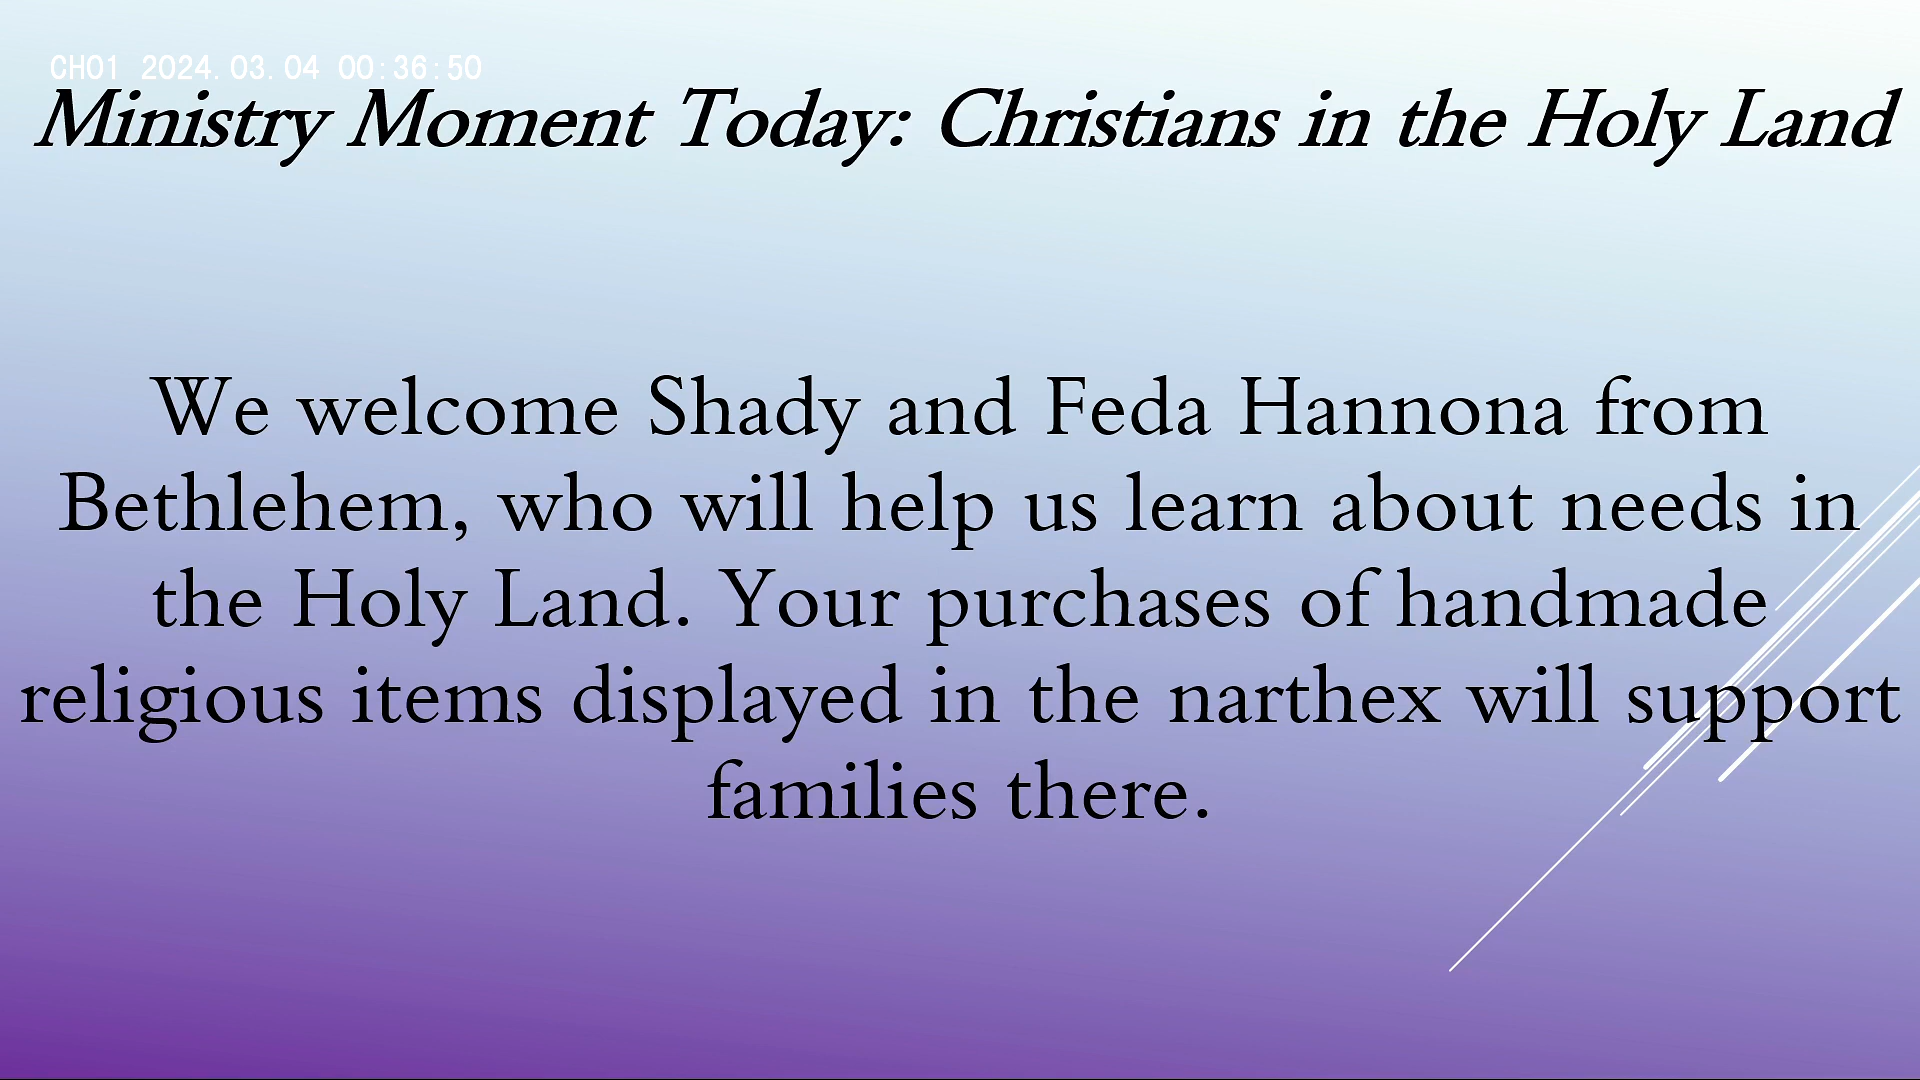 CH01 2024.03.04 00:36:50
Ministry Moment Today: Christians in the Holy Land
We welcome Shady and Feda Hannona from
Bethlehem, who will help us learn about needs in
the Holy Land. Your purchases of handmade
religious items displayed in the narthex will support
families there.